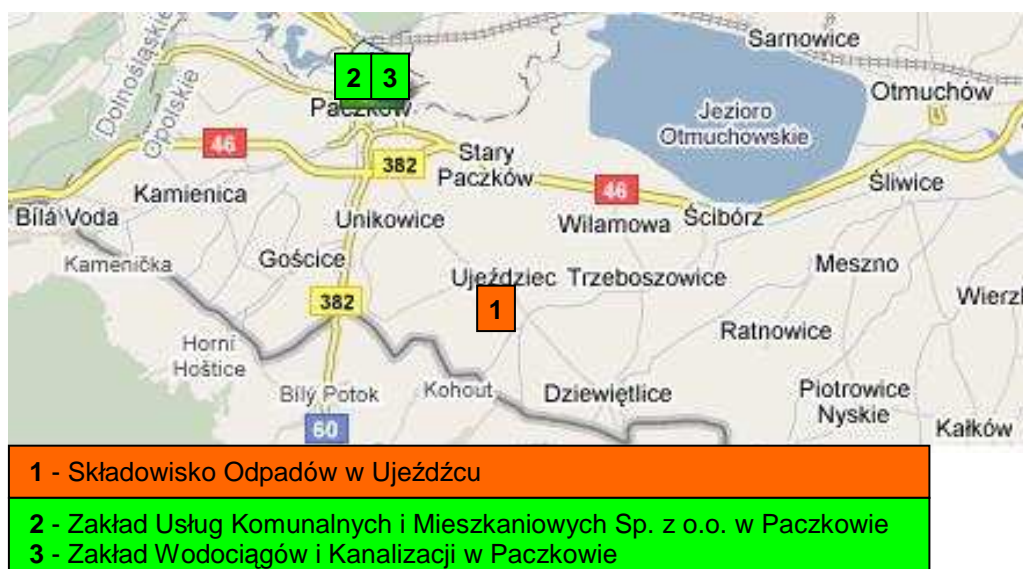 Sarnowice
Dolnośląskie
Opolskie
2 3
Paczków
Otmuchów
Jezioro
Otmuchowskie
46
382
Stary
Paczków
46
Śliwice
Kamienica
Bílá Voda
Unikowice
Wilamowa
Ścibórz
Kamenička
Gościce
Ujeździec
Trzeboszowice
Meszno
382
1
Wierzl
Horní
Hoštice
Ratnowice
Bílý Potok
Kohout
Dziewiętlice
Piotrowice
Nyskie
60
Kałków
1 - Składowisko Odpadów w Ujeźdźcu
2 - Zakład Usług Komunalnych i Mieszkaniowych Sp. z o.o. w Paczkowie
3 - Zakład Wodociągów i Kanalizacji w Paczkowie